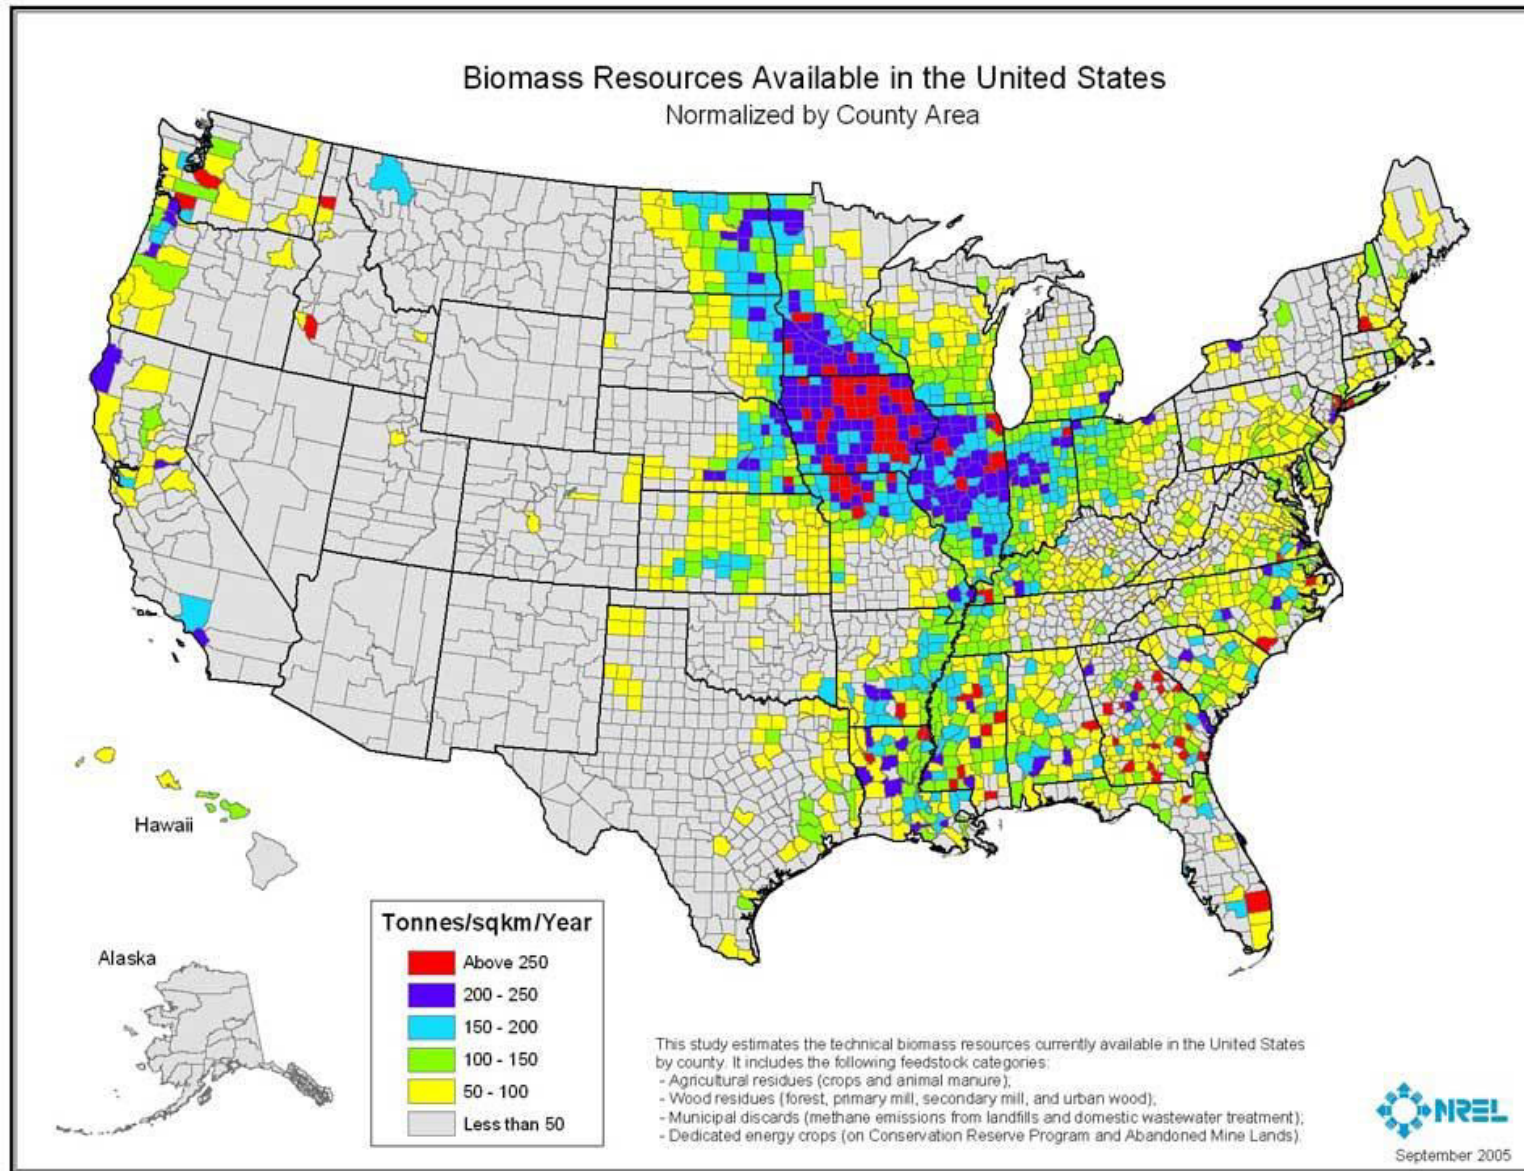 Biomass Resources Available in the United States
Normalized by County Area
Hawaii
Alaska
Tonnes/sqkm/Year
Above 250
200 - 250
150 - 200
100 - 150
50 - 100
Less than 50
This study estimates the technical biomass resources currently available in the United States
by county. It includes the following feedstock categories:
- Agricultural residues (crops and animal manure);
- Wood residues (forest, primary mill, secondary mill, and urban wood);
- Municipal discards (methane emissions from landfills and domestic wastewater treatment);
- Dedicated energy crops (on Conservation Reserve Program and Abandoned Mine Lands).
NREL
September 2005